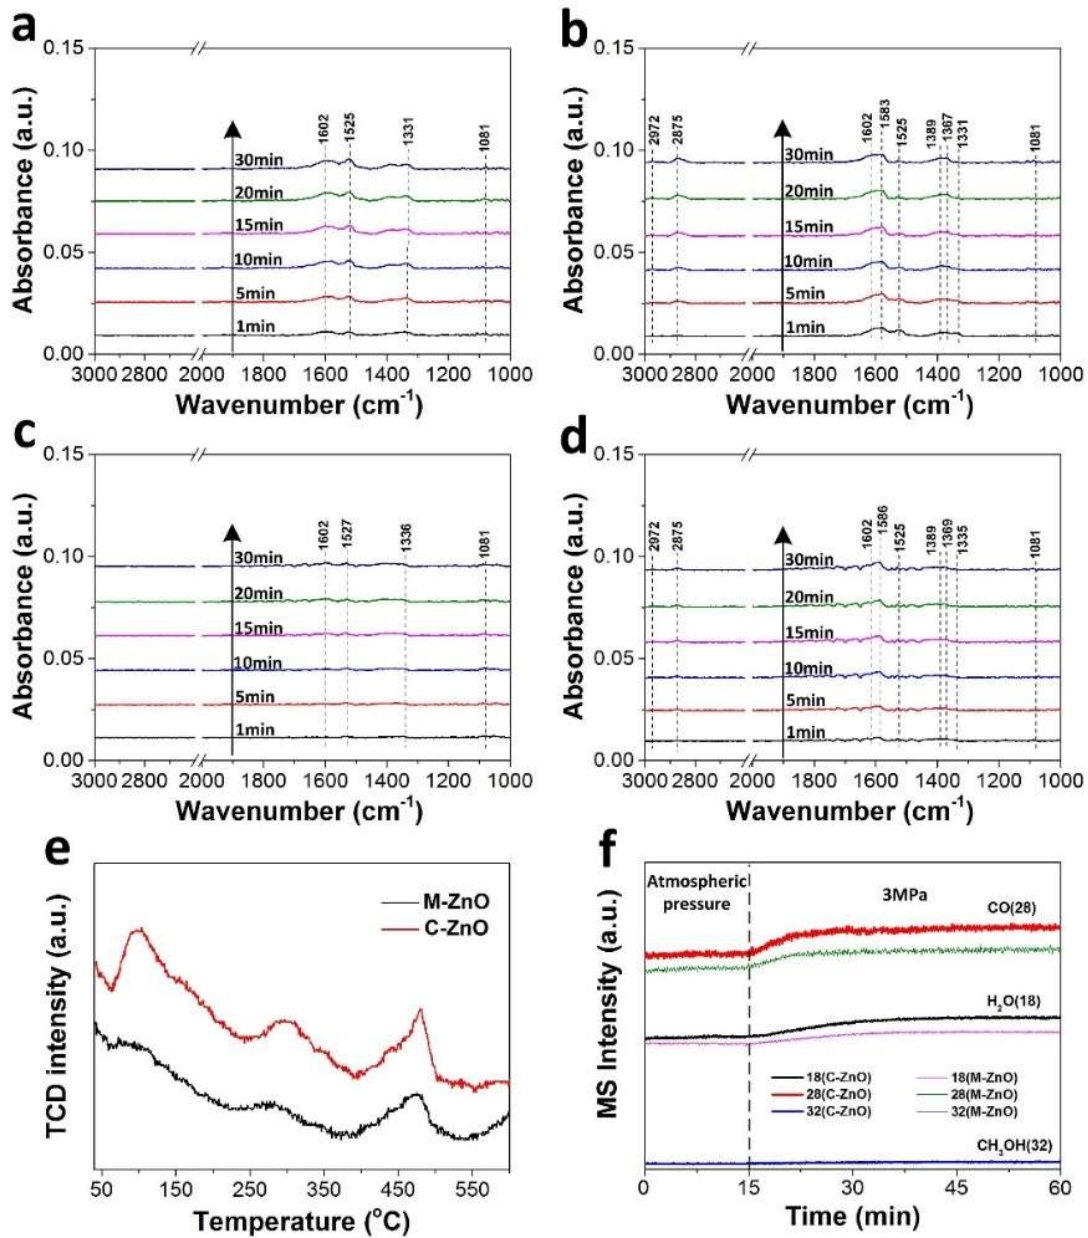 a
Absorbance (a.u.)
0.15
0.10
0.05
0.00
1602
1525
1331
1081
30min
20min
15min
10min
5min
1min
3000 2800 2000 1800 1600 1400 1200 1000
Wavenumber (cm⁻¹)
b
Absorbance (a.u.)
0.15
0.10
0.05
0.00
2972
2875
1602
1583
1525
1389
1367
1331
1081
30min
20min
15min
10min
5min
1min
3000 2800 2000 1800 1600 1400 1200 1000
Wavenumber (cm⁻¹)
c
Absorbance (a.u.)
0.15
0.10
0.05
0.00
1602
1527
1336
1081
30min
20min
15min
10min
5min
1min
3000 2800 2000 1800 1600 1400 1200 1000
Wavenumber (cm⁻¹)
d
Absorbance (a.u.)
0.15
0.10
0.05
0.00
2972
2875
1602
1586
1525
1389
1369
1335
1081
30min
20min
15min
10min
5min
1min
3000 2800 2000 1800 1600 1400 1200 1000
Wavenumber (cm⁻¹)
e
TCD intensity (a.u.)
M-ZnO
C-ZnO
50 150 250 350 450 550
Temperature (°C)
f
MS Intensity (a.u.)
Atmospheric
pressure
3MPa
CO(28)
H₂O(18)
18(C-ZnO) 18(M-ZnO)
28(C-ZnO) 28(M-ZnO)
32(C-ZnO) 32(M-ZnO)
CH₃OH(32)
0 15 30 45 60
Time (min)